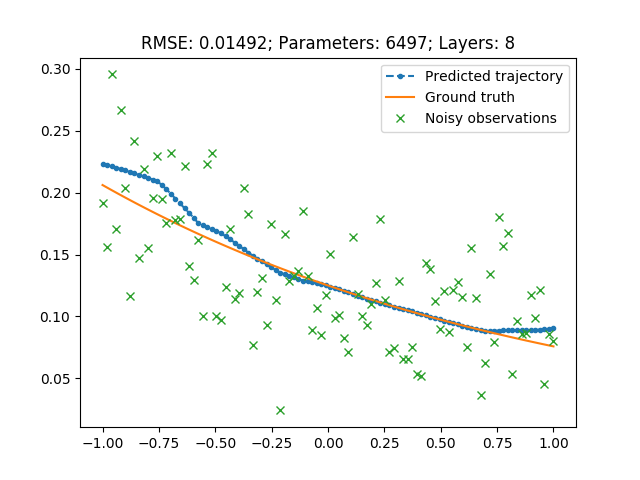 RMSE: 0.01492; Parameters: 6497; Layers: 8
Predicted trajectory
Ground truth
Noisy observations
0.30
0.25
0.20
0.15
0.10
0.05
−1.00 −0.75 −0.50 −0.25 0.00 0.25 0.50 0.75 1.00